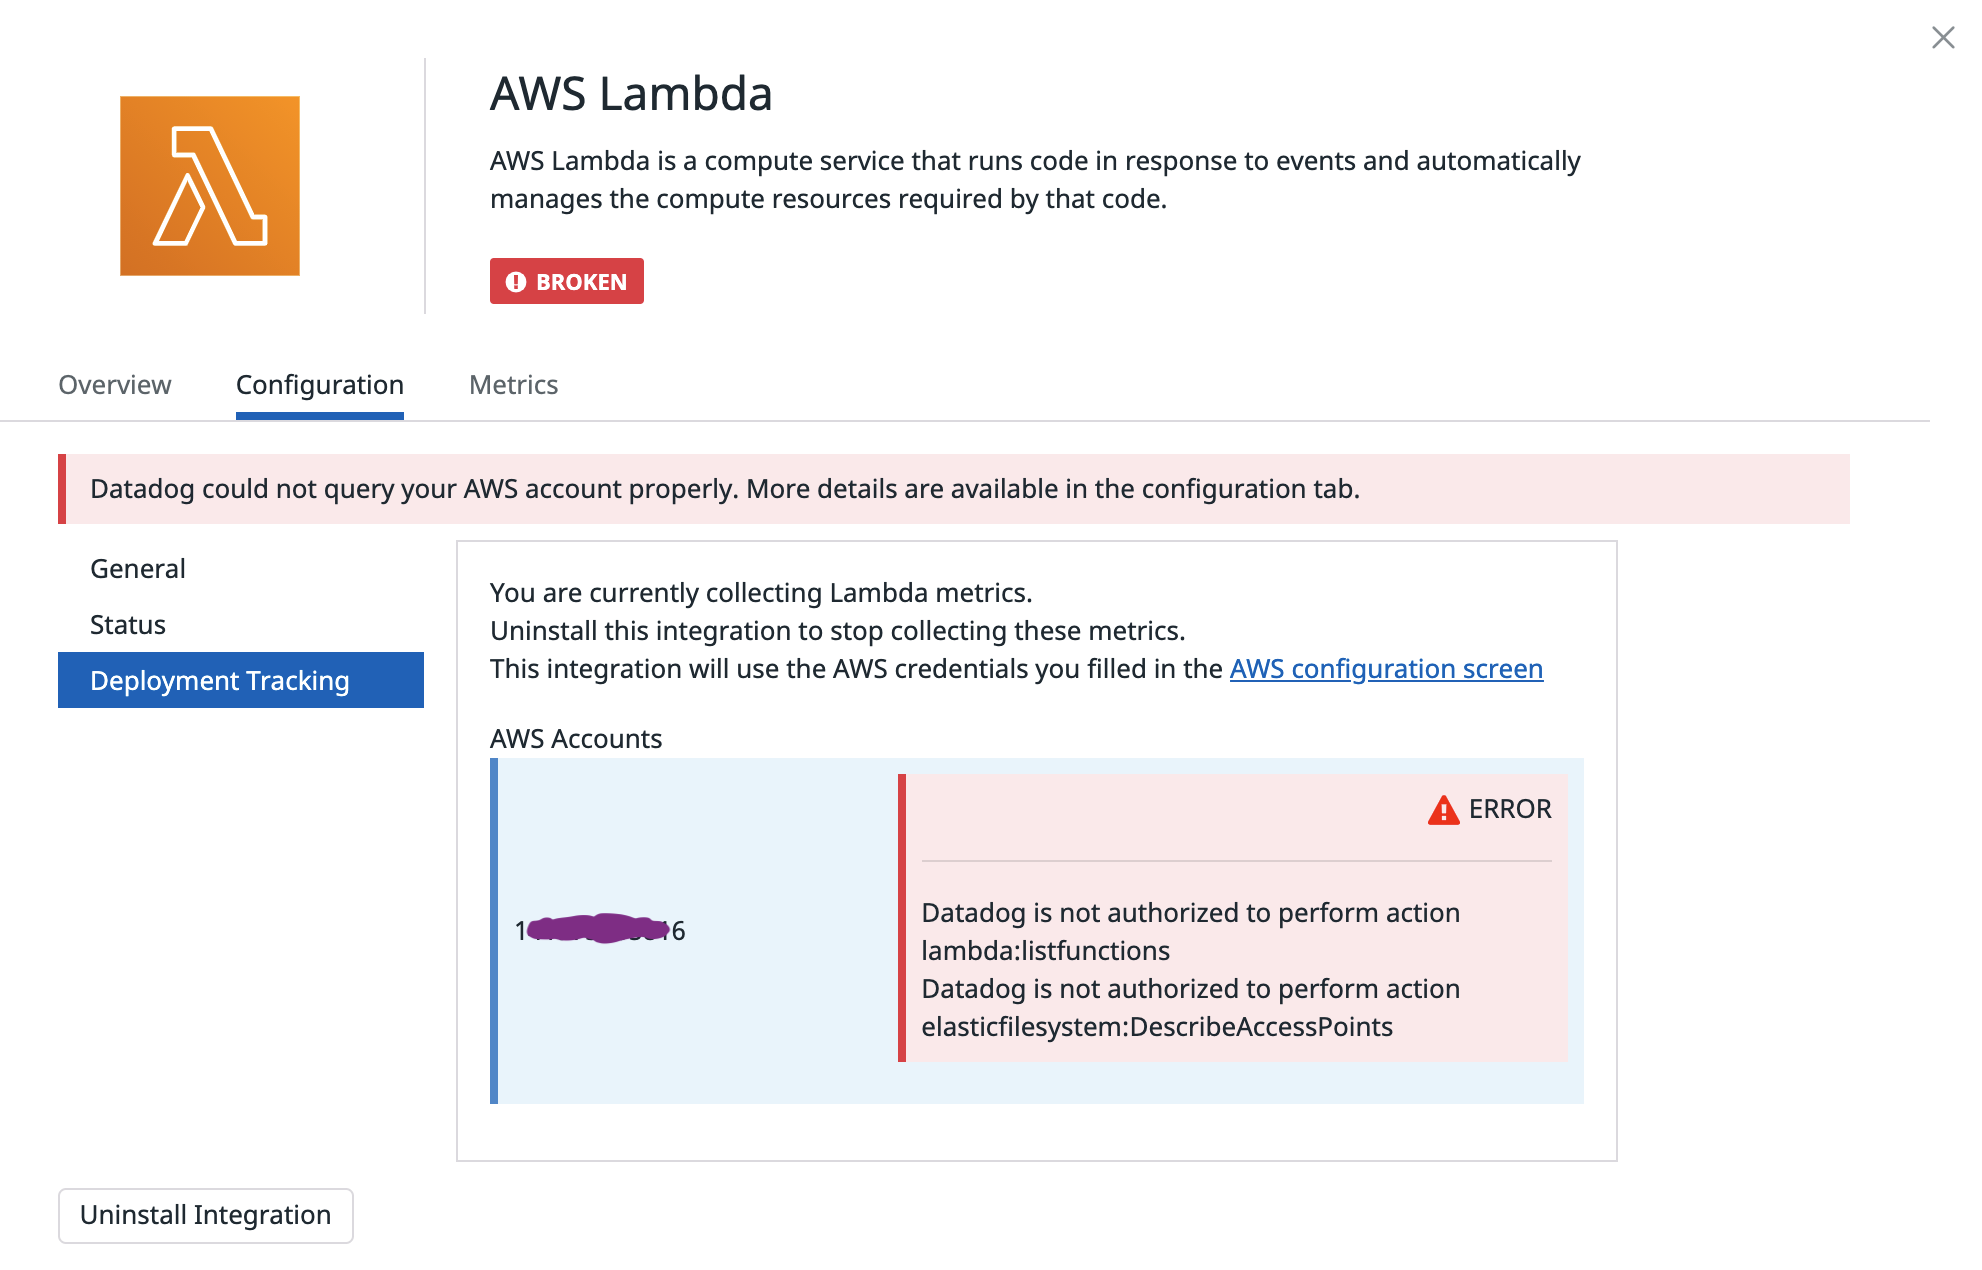 AWS Lambda
AWS Lambda is a compute service that runs code in response to events and automatically
manages the compute resources required by that code.
BROKEN
Overview
Configuration
Metrics
Datadog could not query your AWS account properly. More details are available in the configuration tab.
General
Status
Deployment Tracking
You are currently collecting Lambda metrics.
Uninstall this integration to stop collecting these metrics.
This integration will use the AWS credentials you filled in the AWS configuration screen
AWS Accounts
ERROR
Datadog is not authorized to perform action
lambda:listfunctions
Datadog is not authorized to perform action
elasticfilesystem:DescribeAccessPoints
Uninstall Integration